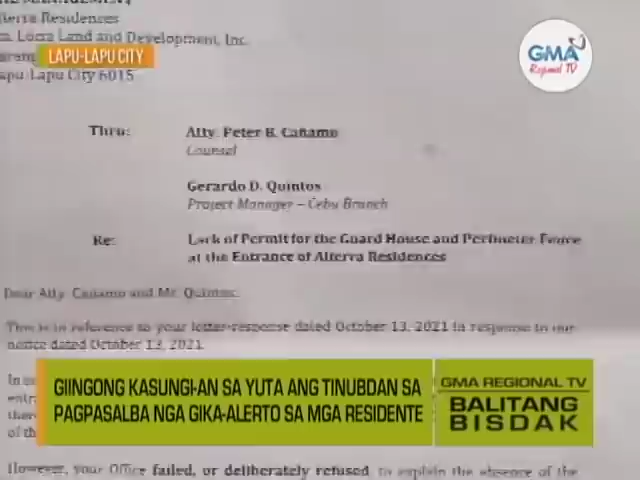 terra Residences
Lorra Land and Development, Inc.
LAPU-LAPU CITY
apu-Lapu City 6015
GMA
Regional TV
Thru:
Atty. Peter B. Cañamo
Counsel
Gerardo D. Quintos
Project Manager – Cebu Branch
Re:
Lack of Permit for the Guard House and Perimeter Fence
at the Entrance of Alterra Residences
Dear Atty. Cañamo and Mr. Quintos:
This is in reference to your letter-response dated October 13, 2021 in response to our
notice dated October 13, 2021.
GIINGONG KASUNGI-AN SA YUTA ANG TINUBDAN SA
PAGPASALBA NGA GIKA-ALERTO SA MGA RESIDENTE
GMA REGIONAL TV
BALITANG
BISDAK
of th
However, your Office failed, or deliberately refused, to explain the absence of the